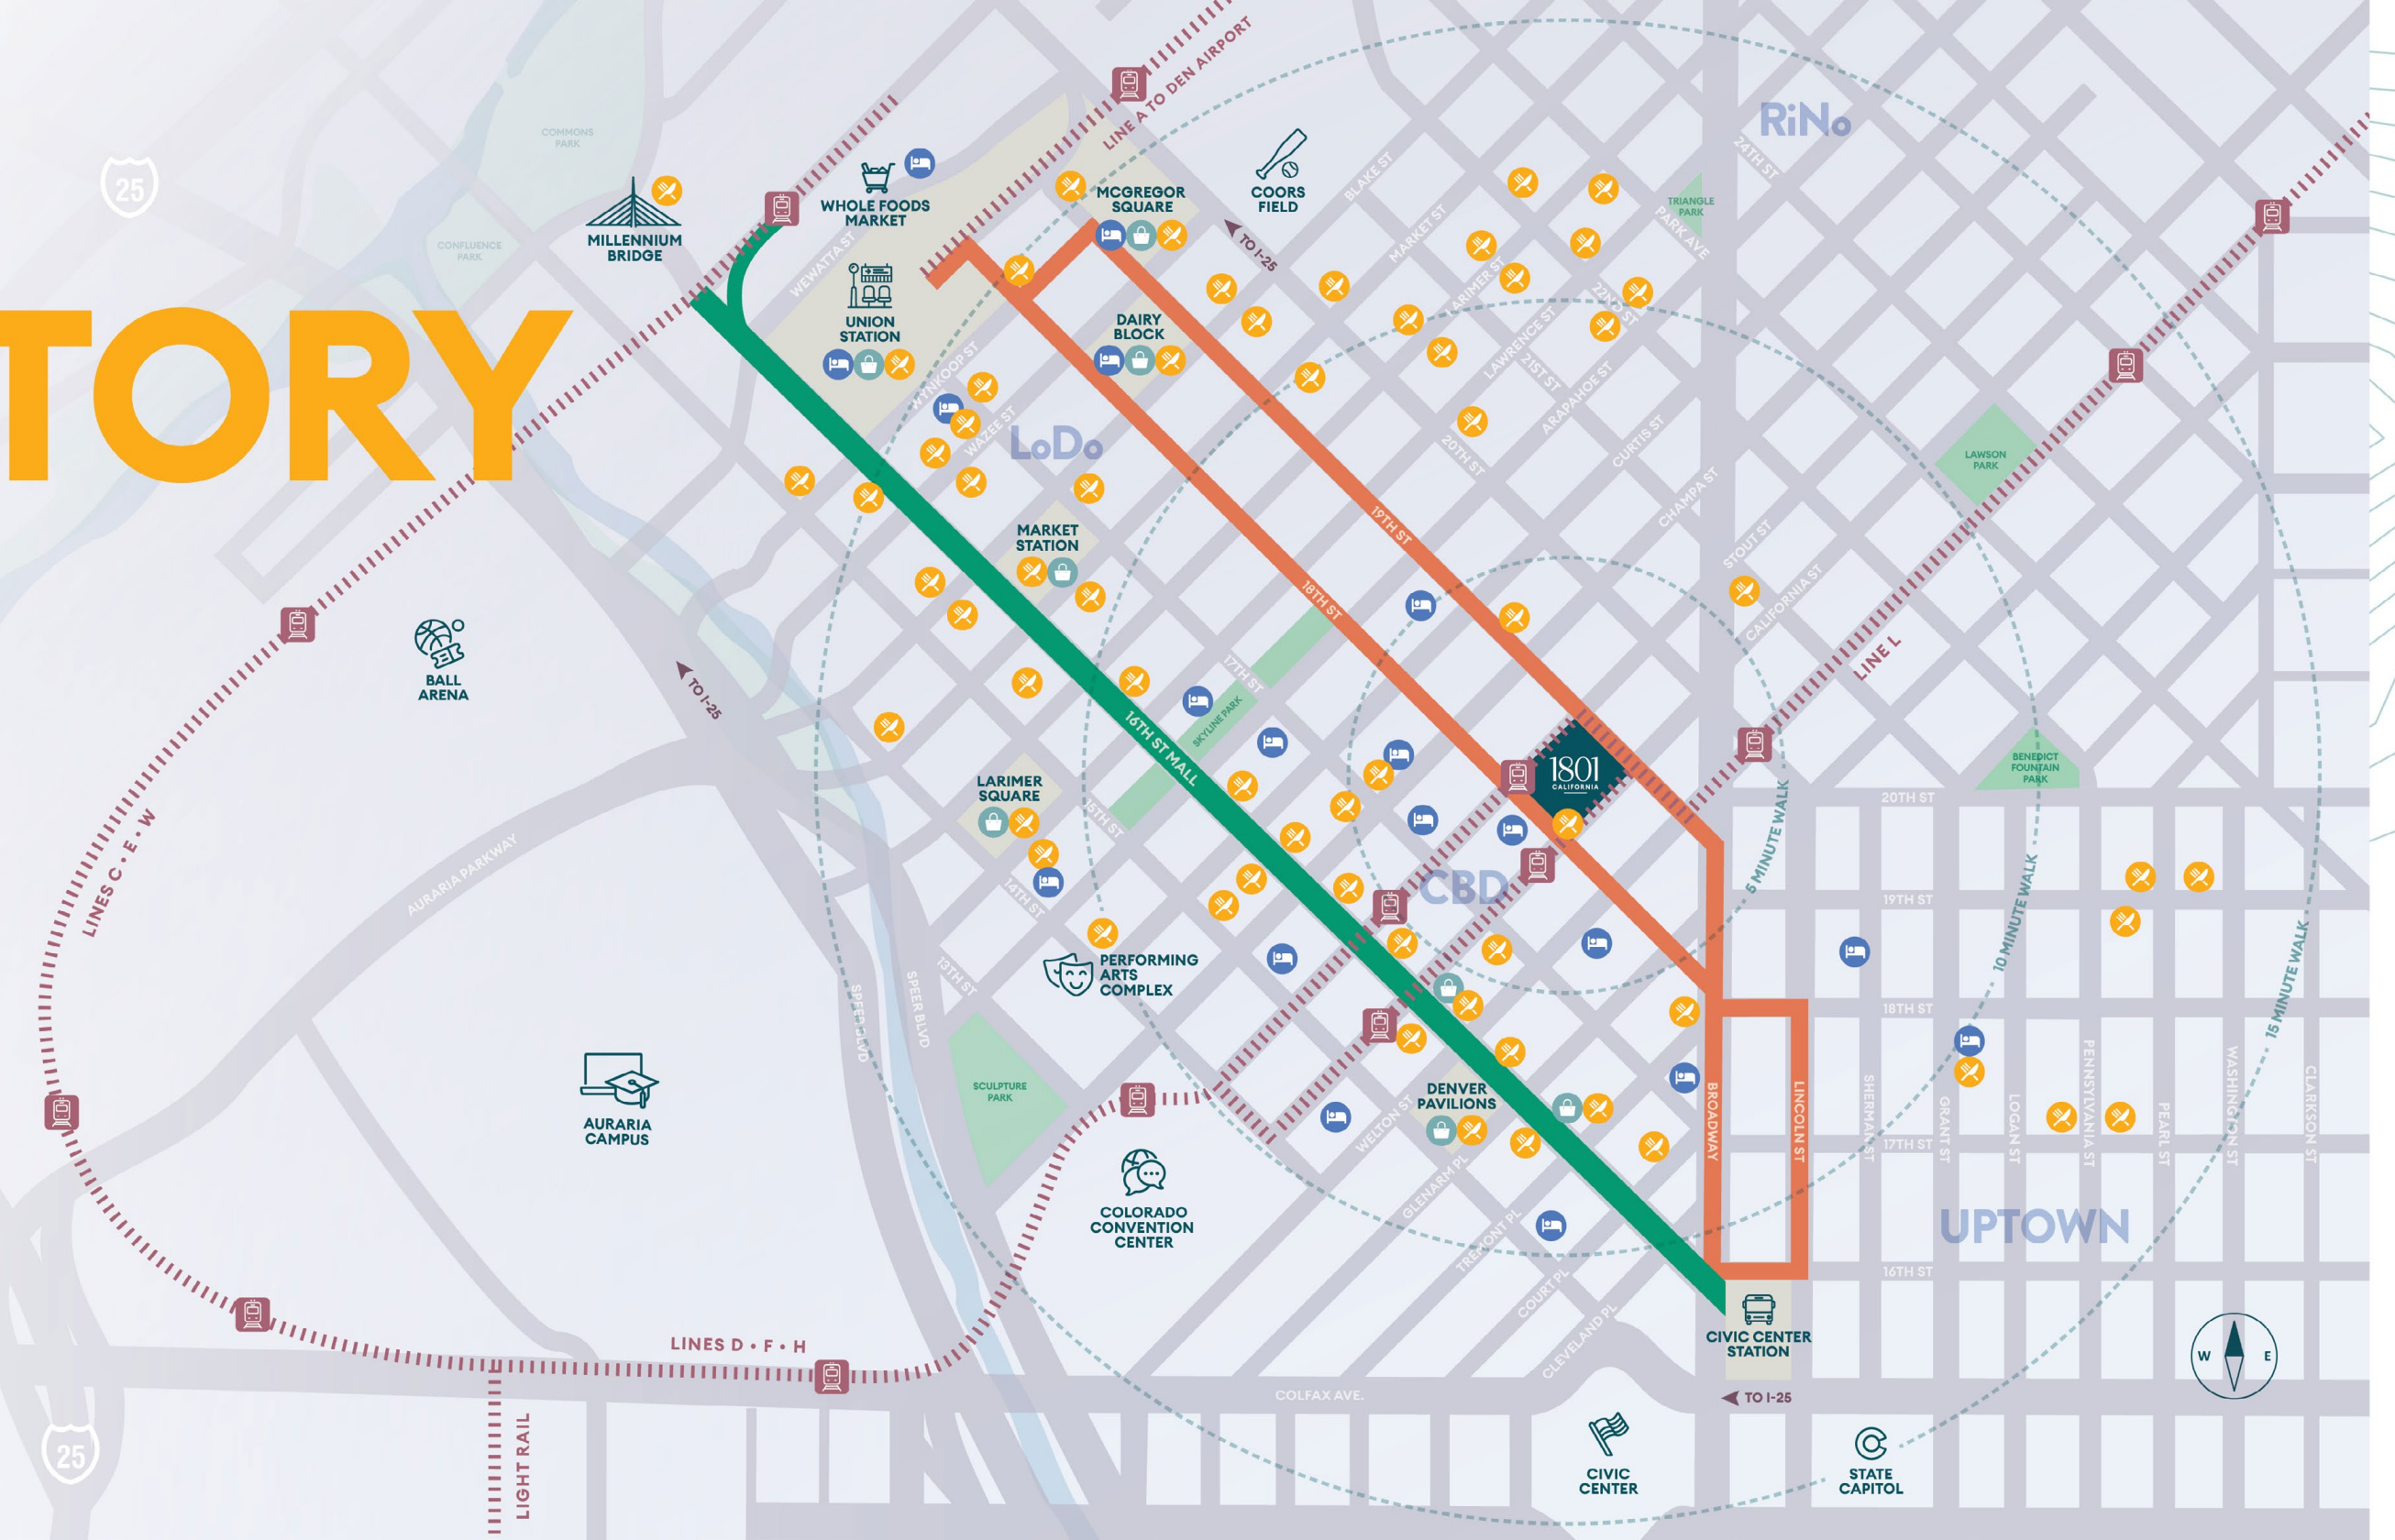 LINE A TO DEN AIRPORT
RiNo
24TH ST
COMMONS
PARK
25
MILLENNIUM
BRIDGE
WHOLE FOODS
MARKET
MCGREGOR
SQUARE
COORS
FIELD
BLAKE ST
TRIANGLE
PARK
PARK AVE
CONFLUENCE
PARK
WEWATTA ST
TO I-25
MARKET ST
LARIMER ST
22ND ST
TORY
UNION
STATION
DAIRY
BLOCK
WYNKOOP ST
WAZEE ST
LoDo
LAWRENCE ST
21ST ST
ARAPAHOE ST
20TH ST
CURTIS ST
CHAMPA ST
STOUT ST
CALIFORNIA ST
LAWSON
PARK
MARKET
STATION
19TH ST
18TH ST
17TH ST
SKYLINE PARK
16TH ST MALL
15TH ST
BALL
ARENA
TO I-25
LINE L
1801
CALIFORNIA
BENEDICT
FOUNTAIN
PARK
LARIMER
SQUARE
14TH ST
20TH ST
5 MINUTE WALK
10 MINUTE WALK
15 MINUTE WALK
LINES C • E • W
AURARIA PARKWAY
CBD
19TH ST
PERFORMING
ARTS
COMPLEX
13TH ST
SPEER BLVD
SPEER BLVD
18TH ST
AURARIA
CAMPUS
SCULPTURE
PARK
DENVER
PAVILIONS
WELTON ST
GLENARM PL
TREMONT PL
COURT PL
CLEVELAND PL
BROADWAY
LINCOLN ST
SHERMAN ST
GRANT ST
LOGAN ST
PENNSYLVANIA ST
PEARL ST
WASHINGTON ST
CLARKSON ST
17TH ST
COLORADO
CONVENTION
CENTER
UPTOWN
16TH ST
CIVIC CENTER
STATION
W
E
LINES D • F • H
TO I-25
COLFAX AVE.
25
LIGHT RAIL
CIVIC
CENTER
STATE
CAPITOL